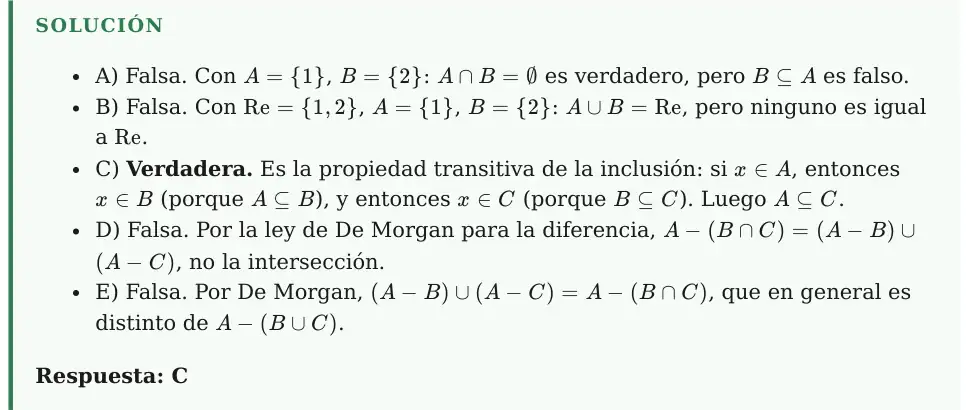 SOLUCIÓN
• A) Falsa. Con A = {1}, B = {2}: A ∩ B = ∅ es verdadero, pero B ⊆ A es falso.
• B) Falsa. Con Re = {1, 2}, A = {1}, B = {2}: A ∪ B = Re, pero ninguno es igual
a Re.
• C) Verdadera. Es la propiedad transitiva de la inclusión: si x ∈ A, entonces
x ∈ B (porque A ⊆ B), y entonces x ∈ C (porque B ⊆ C). Luego A ⊆ C.
• D) Falsa. Por la ley de De Morgan para la diferencia, A − (B ∩ C) = (A − B) ∪
(A − C), no la intersección.
• E) Falsa. Por De Morgan, (A − B) ∪ (A − C) = A − (B ∩ C), que en general es
distinto de A − (B ∪ C).
Respuesta: C